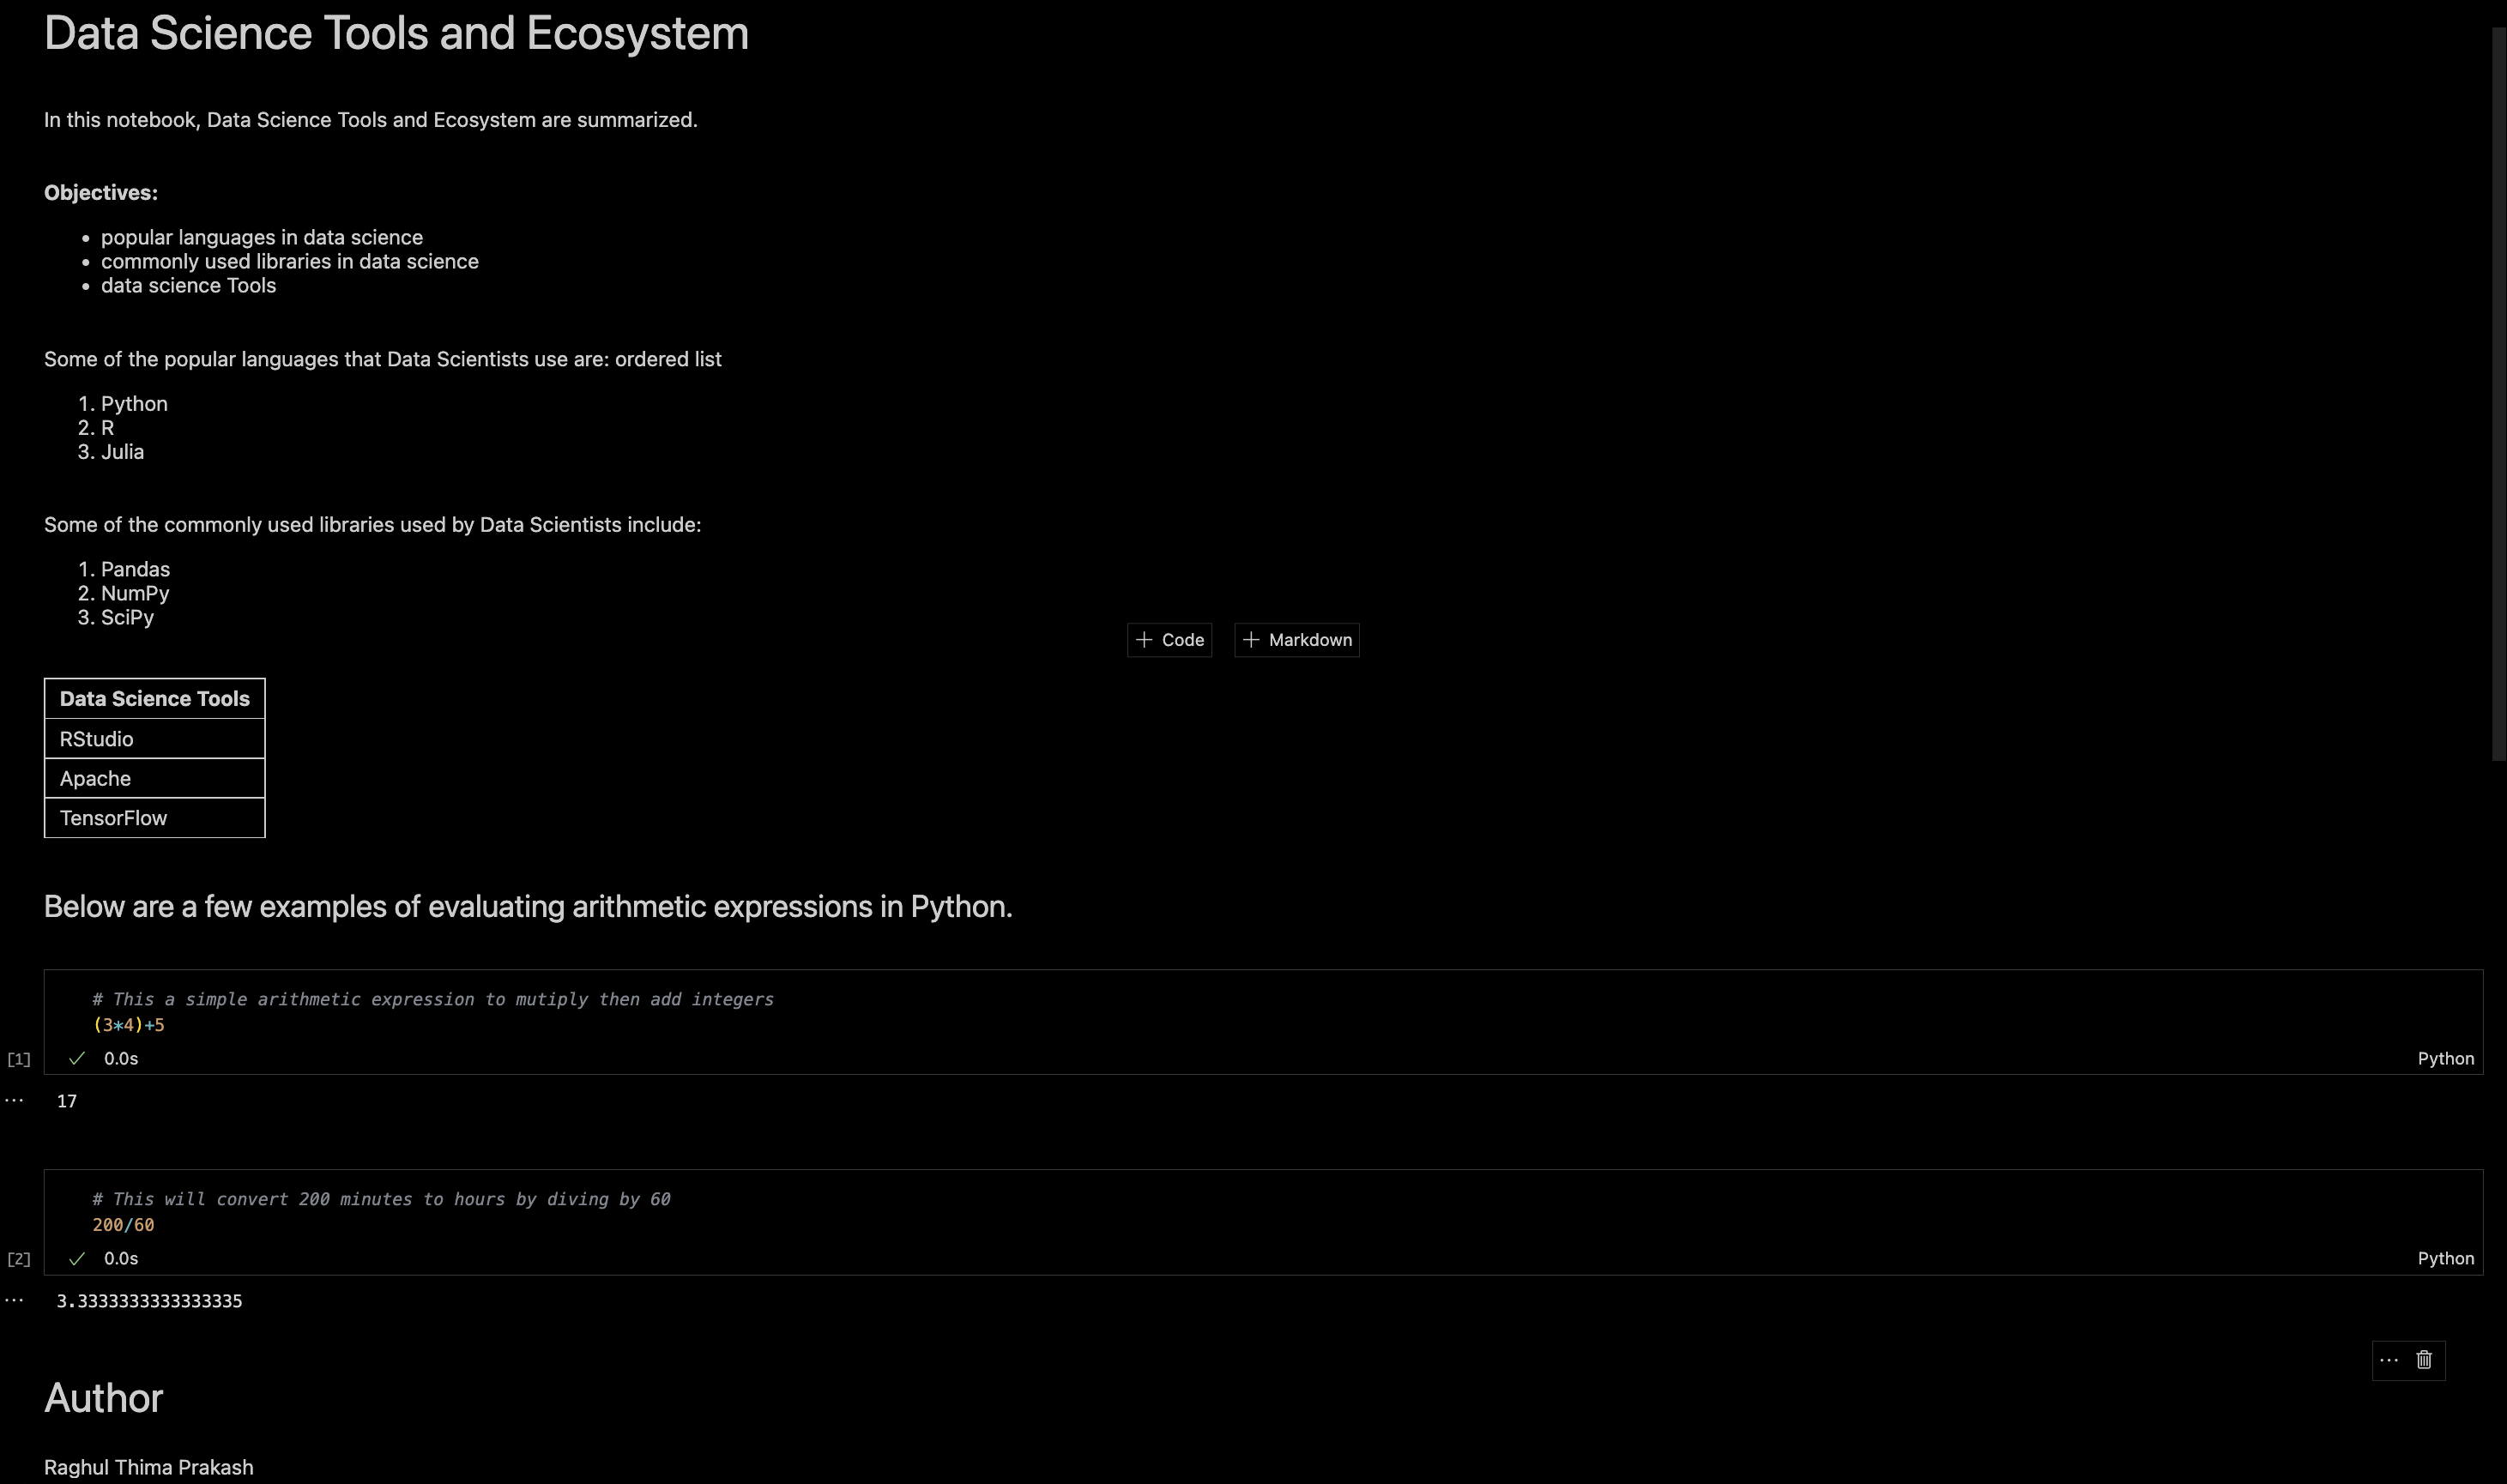 Data Science Tools and Ecosystem
In this notebook, Data Science Tools and Ecosystem are summarized.
Objectives:
• popular languages in data science
• commonly used libraries in data science
• data science Tools
Some of the popular languages that Data Scientists use are: ordered list
1. Python
2. R
3. Julia
Some of the commonly used libraries used by Data Scientists include:
1. Pandas
2. NumPy
3. SciPy
+ Code + Markdown
Data Science Tools
RStudio
Apache
TensorFlow
Below are a few examples of evaluating arithmetic expressions in Python.
# This a simple arithmetic expression to mutiply then add integers
(3*4)+5
[1] ✓ 0.0s Python
... 17
# This will convert 200 minutes to hours by diving by 60
200/60
[2] ✓ 0.0s Python
... 3.3333333333333335
...
Author
Raghul Thima Prakash